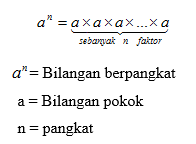 aⁿ = a×a×a×...×a
sebanyak n faktor
aⁿ = Bilangan berpangkat
a = Bilangan pokok
n = pangkat